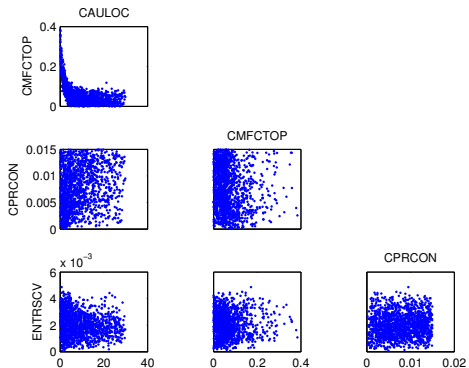 CAULOC
0.4
0.2
0
CMFCTOP
CMFCTOP
0.015
0.01
0.005
0
CPRCON
CPRCON
x 10⁻³
6
4
2
0
ENTRSCV
0 20 40
0 0.2 0.4
0 0.01 0.02